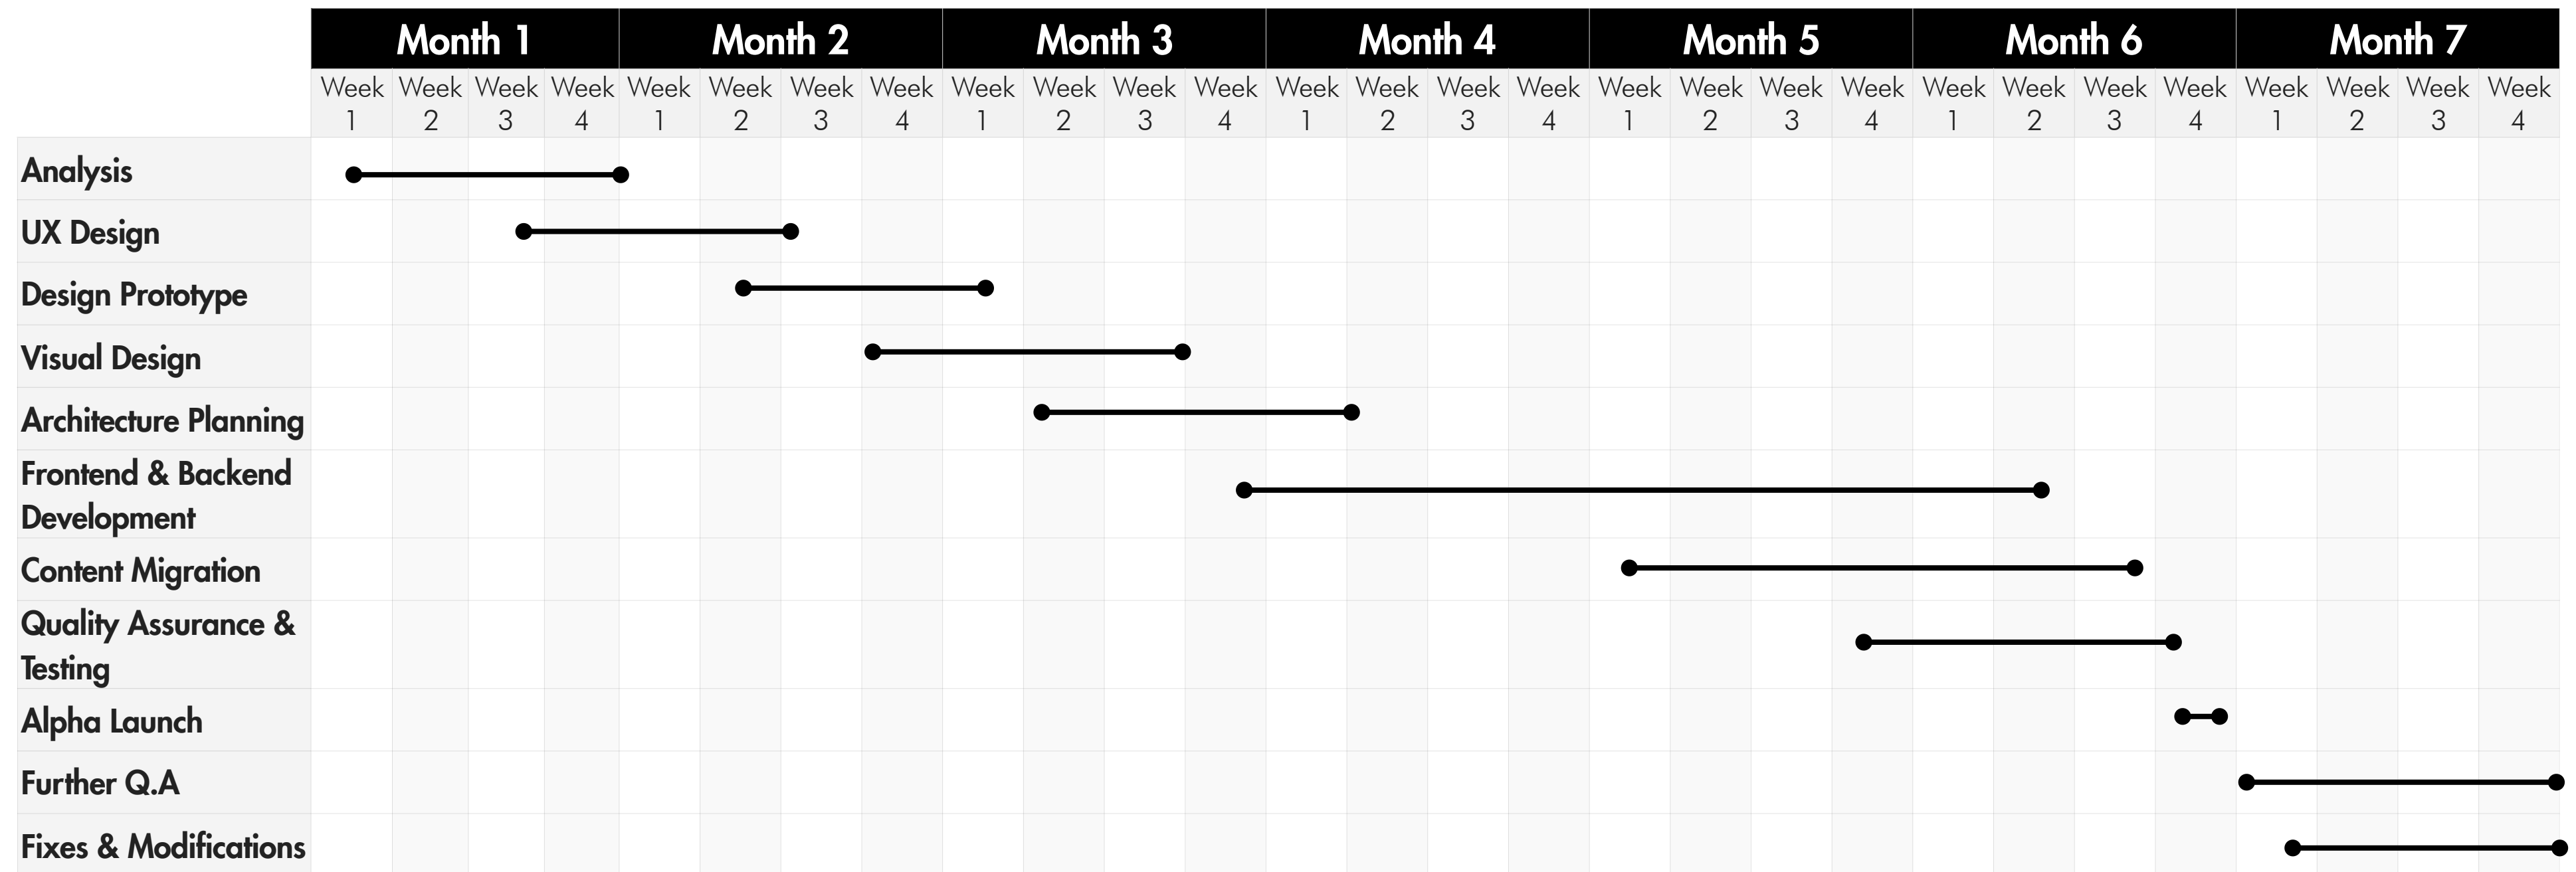 Month 1 Month 2 Month 3 Month 4 Month 5 Month 6 Month 7
Week Week Week Week Week Week Week Week Week Week Week Week Week Week Week Week Week Week Week Week Week Week Week Week Week Week Week Week
1 2 3 4 1 2 3 4 1 2 3 4 1 2 3 4 1 2 3 4 1 2 3 4 1 2 3 4
Analysis
UX Design
Design Prototype
Visual Design
Architecture Planning
Frontend & Backend
Development
Content Migration
Quality Assurance &
Testing
Alpha Launch
Further Q.A
Fixes & Modifications